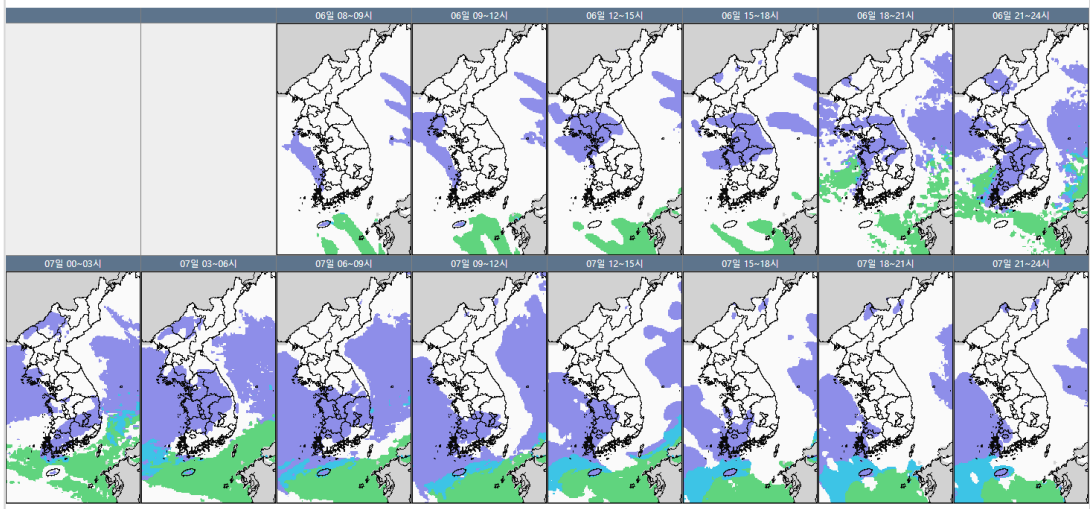 06일 08~09시
06일 09~12시
06일 12~15시
06일 15~18시
06일 18~21시
06일 21~24시
07일 00~03시
07일 03~06시
07일 06~09시
07일 09~12시
07일 12~15시
07일 15~18시
07일 18~21시
07일 21~24시